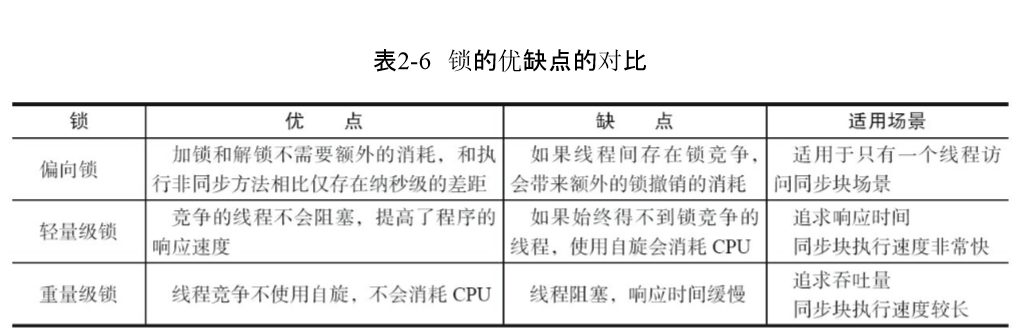 表2-6 锁的优缺点的对比
锁 优 点 缺 点 适用场景
偏向锁
加锁和解锁不需要额外的消耗，和执
行非同步方法相比仅存在纳秒级的差距
如果线程间存在锁竞争，
会带来额外的锁撤销的消耗
适用于只有一个线程访
问同步块场景
轻量级锁
竞争的线程不会阻塞，提高了程序的
响应速度
如果始终得不到锁竞争的
线程，使用自旋会消耗 CPU
追求响应时间
同步块执行速度非常快
重量级锁
线程竞争不使用自旋，不会消耗 CPU
线程阻塞，响应时间缓慢
追求吞吐量
同步块执行速度较长